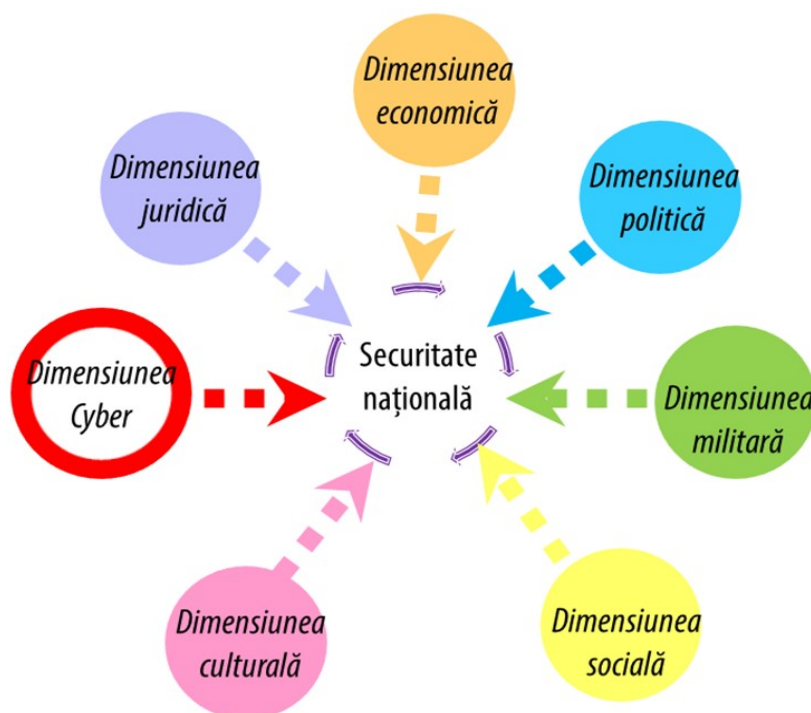 Dimensiunea
economică
Dimensiunea
juridică
Dimensiunea
politică
Securitate
națională
Dimensiunea
Cyber
Dimensiunea
militară
Dimensiunea
culturală
Dimensiunea
socială